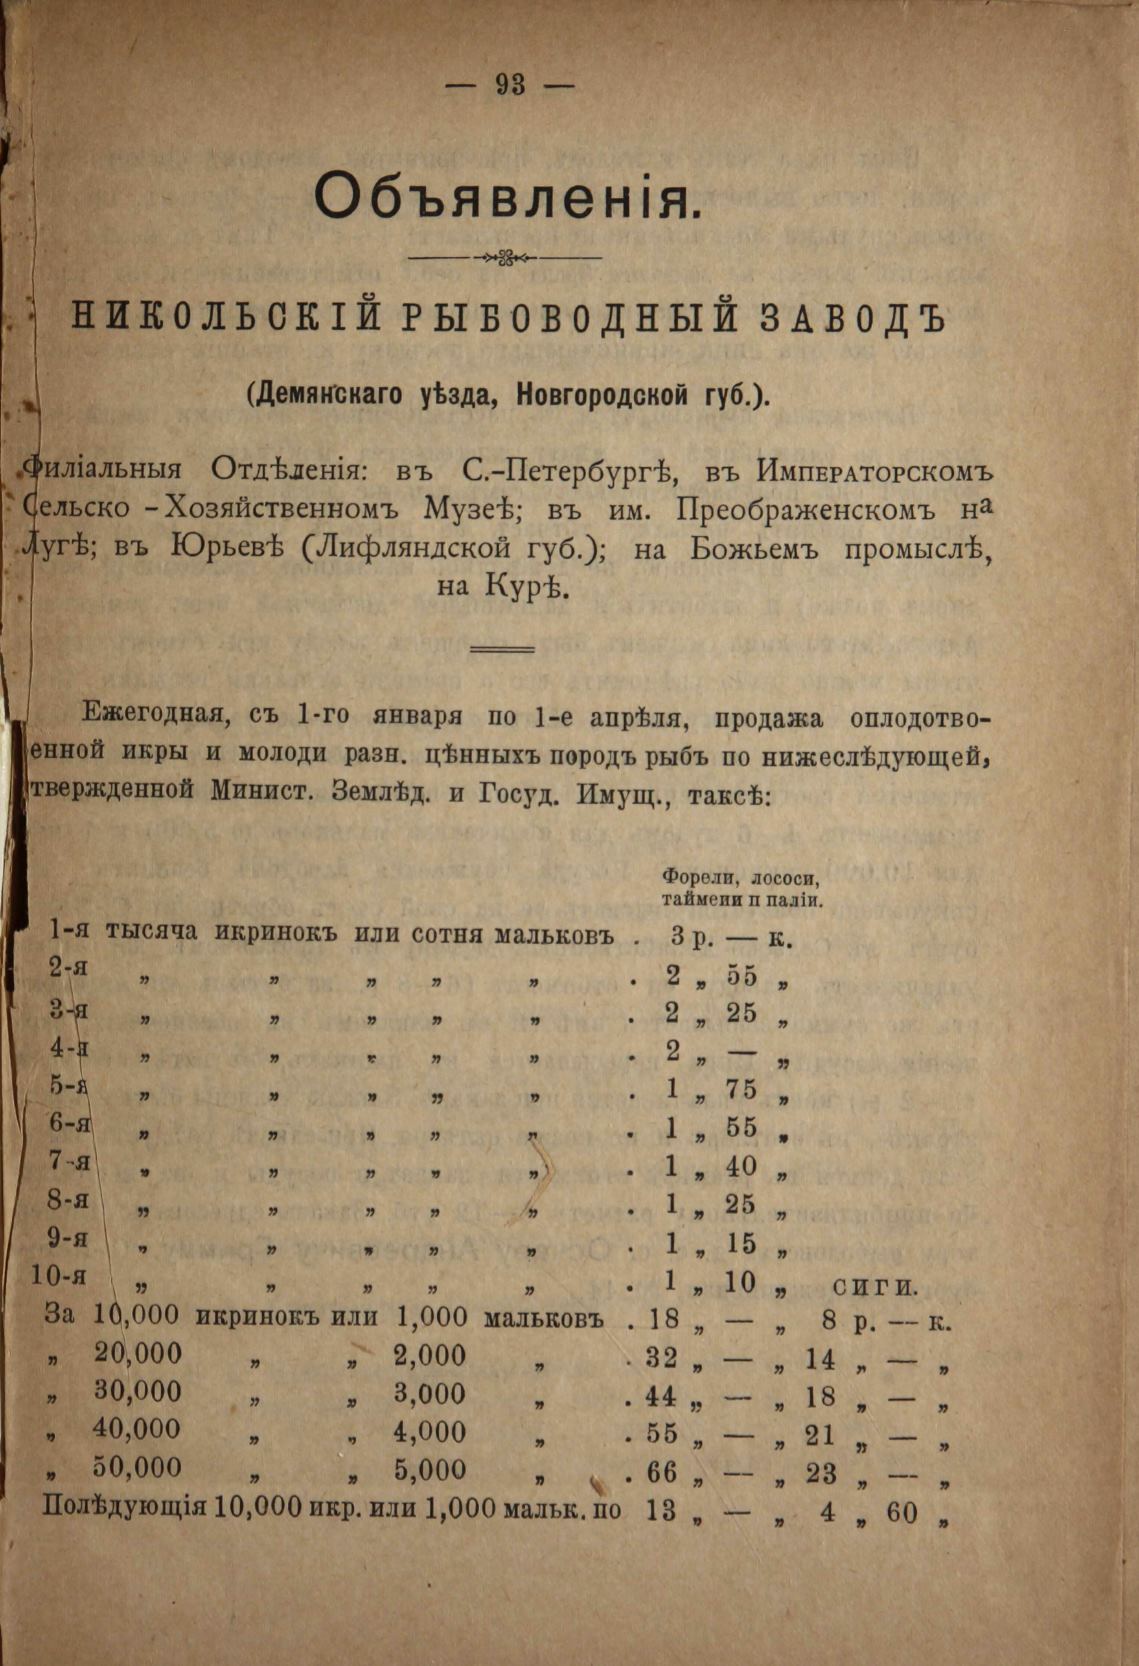 — 93 —
Объявленія.
НИКОЛЬСКІЙ РЫБОВОДНЫЙ ЗАВОДЪ
(Демянскаго уѣзда, Новгородской губ.).
Филіальныя Отдѣленія: въ С.-Петербургѣ, въ Императорскомъ
Сельско-Хозяйственномъ Музеѣ; въ им. Преображенскомъ на
Лугѣ; въ Юрьевѣ (Лифляндской губ.); на Божьемъ промыслѣ,
на Курѣ.
Ежегодная, съ 1-го января по 1-е апрѣля, продажа оплодотво-
енной икры и молоди разн. цѣнныхъ породъ рыбъ по нижеслѣдующей,
твержденной Минист. Землѣд. и Госуд. Имущ., таксѣ:
Форели, лососи,
таймени п паліи.
1-я тысяча икринокъ или сотня мальковъ . 3 р. — к.
2-я „ „ „ „ „ . 2 „ 55 „
3-я „ „ „ „ „ . 2 „ 25 „
4-я „ „ „ „ „ . 2 „ — „
5-я „ „ „ „ „ . 1 „ 75 „
6-я „ „ „ „ „ . 1 „ 55 „
7-я „ „ „ „ „ . 1 „ 40 „
8-я „ „ „ „ „ . 1 „ 25 „
9-я „ „ „ „ „ . 1 „ 15 „
10-я „ „ „ „ „ . 1 „ 10 „ сиги.
За 10,000 икринокъ или 1,000 мальковъ . 18 „ — „ 8 р. — к.
„ 20,000 „ „ 2,000 „ . 32 „ — „ 14 „ — „
„ 30,000 „ „ 3,000 „ . 44 „ — „ 18 „ — „
„ 40,000 „ „ 4,000 „ . 55 „ — „ 21 „ — „
„ 50,000 „ „ 5,000 „ . 66 „ — „ 23 „ — „
Полѣдующія 10,000 икр. или 1,000 мальк. по 13 „ — „ 4 „ 60 „